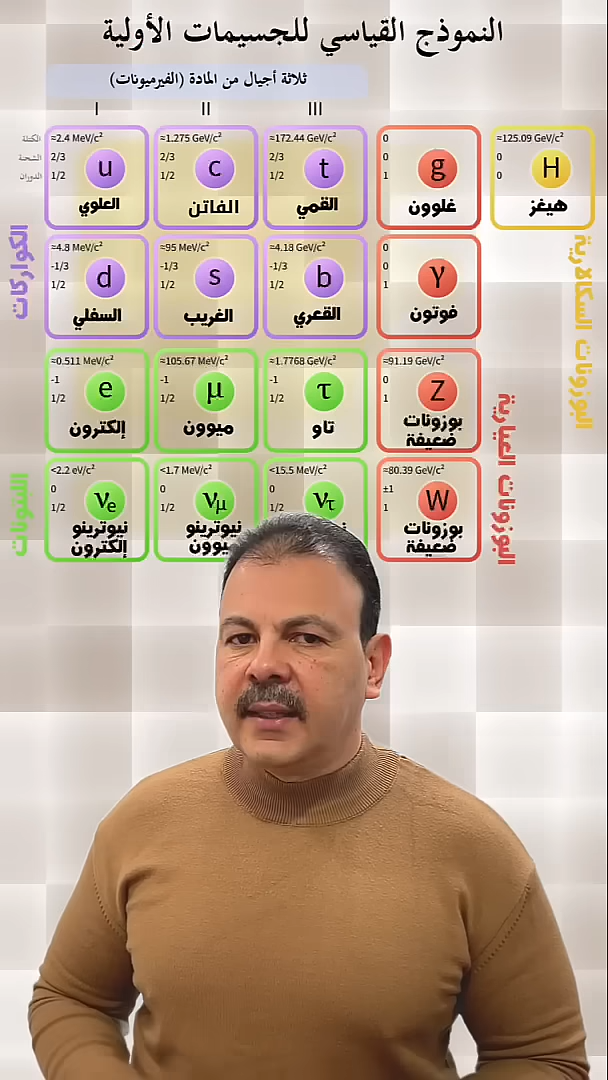 النموذج القياسي للجسيمات الأولية
ثلاثة أجيال من المادة (الفيرميونات)
I II III
الكتلة
الشحنة
الدوران
≈2.4 MeV/c²
2/3
1/2
u
العلوي
≈1.275 GeV/c²
2/3
1/2
c
الفاتن
≈172.44 GeV/c²
2/3
1/2
t
القمي
0
0
1
g
غلوون
≈125.09 GeV/c²
0
0
H
هيغز
الكواركات
≈4.8 MeV/c²
-1/3
1/2
d
السفلي
≈95 MeV/c²
-1/3
1/2
s
الغريب
≈4.18 GeV/c²
-1/3
1/2
b
القعري
0
0
1
γ
فوتون
البوزونات السكالارية
≈0.511 MeV/c²
-1
1/2
e
إلكترون
≈105.67 MeV/c²
-1
1/2
μ
ميوون
≈1.7768 GeV/c²
-1
1/2
τ
تاو
≈91.19 GeV/c²
0
1
Z
بوزونات
ضعيفة
البوزونات العيارية
اللبتونات
<2.2 eV/c²
0
1/2
νe
نيوترينو
إلكترون
<1.7 MeV/c²
0
1/2
νμ
نيوترينو
ميوون
<15.5 MeV/c²
0
1/2
ντ
≈80.39 GeV/c²
±1
1
W
بوزونات
ضعيفة